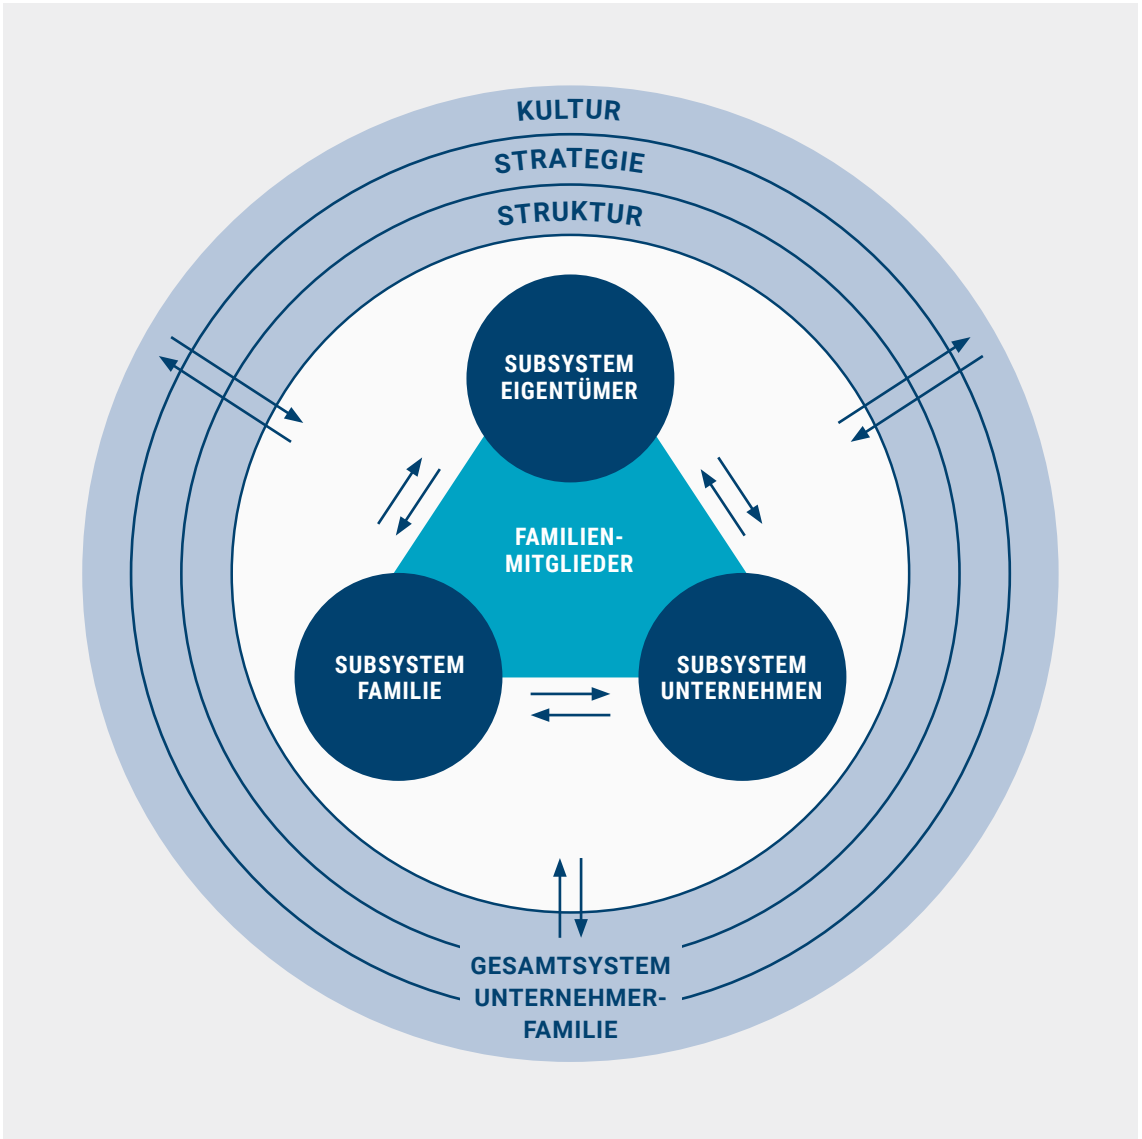 KULTUR
STRATEGIE
STRUKTUR
SUBSYSTEM
EIGENTÜMER
FAMILIEN-
MITGLIEDER
SUBSYSTEM
FAMILIE
SUBSYSTEM
UNTERNEHMEN
GESAMTSYSTEM
UNTERNEHMER-
FAMILIE